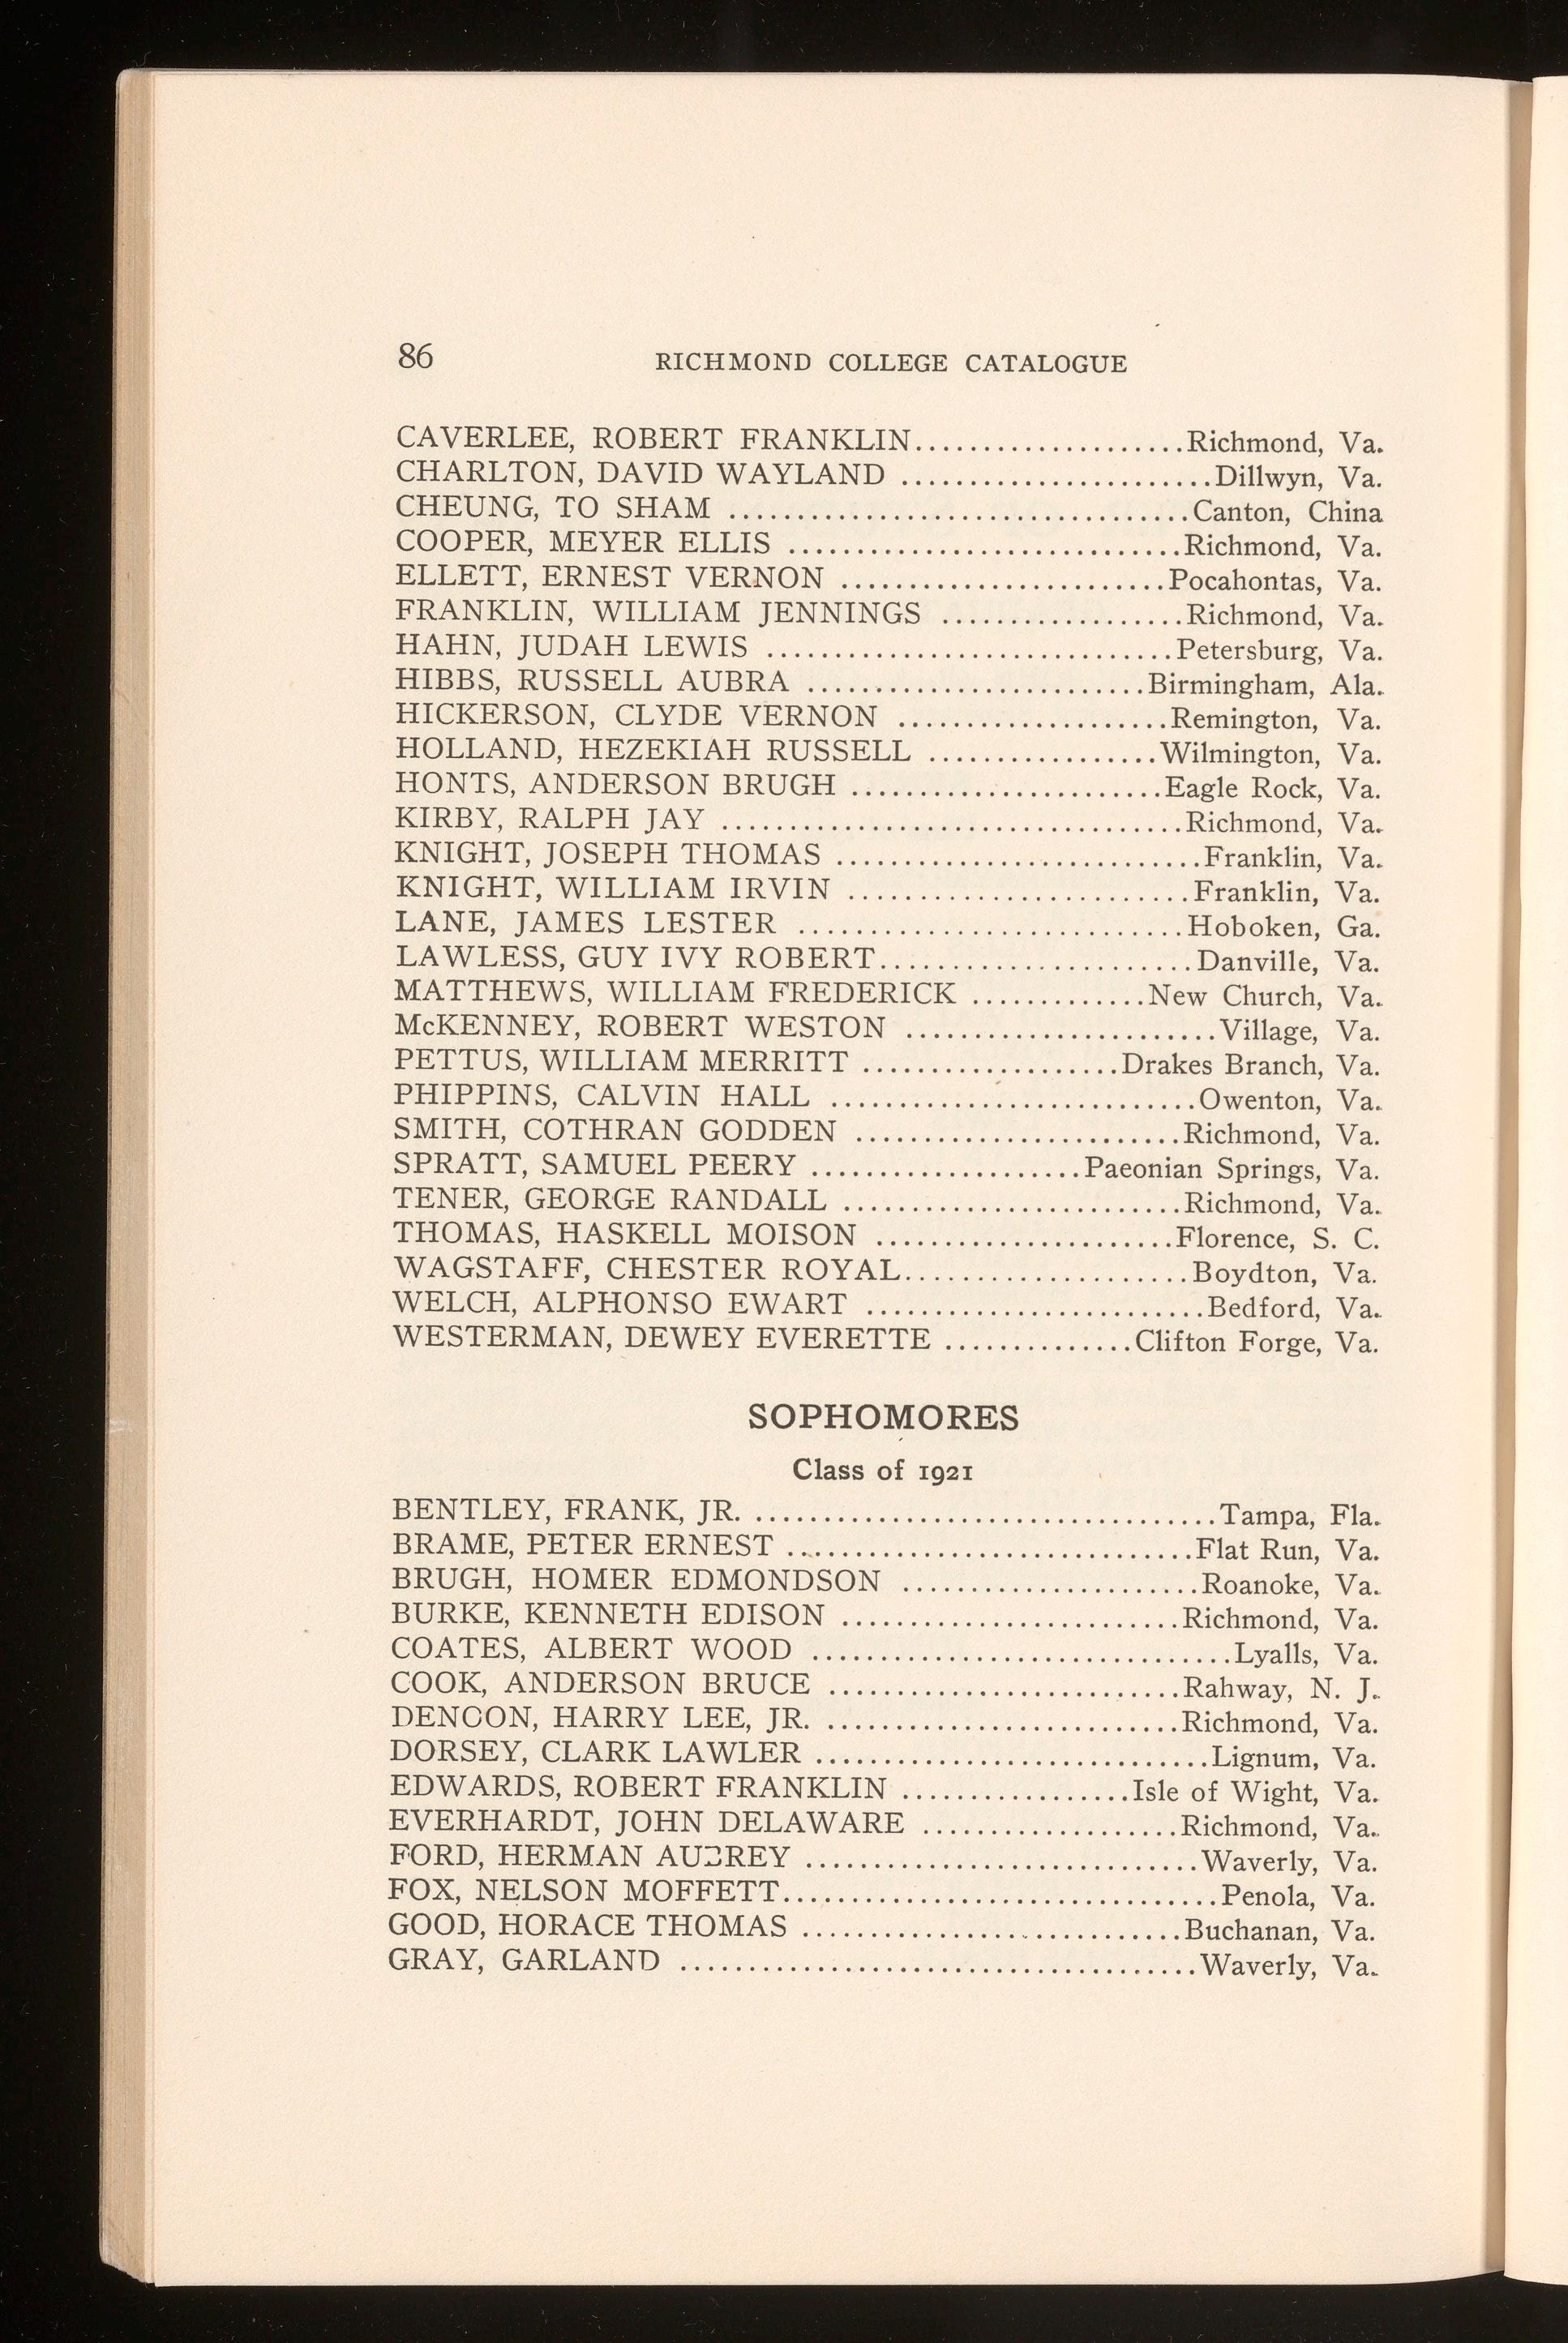 86 RICHMOND COLLEGE CATALOGUE
CAVERLEE, ROBERT FRANKLIN....................Richmond, Va.
CHARLTON, DAVID WAYLAND .......................Dillwyn, Va.
CHEUNG, TO SHAM ..................................Canton, China
COOPER, MEYER ELLIS .............................Richmond, Va.
ELLETT, ERNEST VERNON ........................Pocahontas, Va.
FRANKLIN, WILLIAM JENNINGS ..................Richmond, Va.
HAHN, JUDAH LEWIS ..............................Petersburg, Va.
HIBBS, RUSSELL AUBRA .........................Birmingham, Ala.
HICKERSON, CLYDE VERNON ....................Remington, Va.
HOLLAND, HEZEKIAH RUSSELL .................Wilmington, Va.
HONTS, ANDERSON BRUGH .......................Eagle Rock, Va.
KIRBY, RALPH JAY ..................................Richmond, Va.
KNIGHT, JOSEPH THOMAS ...........................Franklin, Va.
KNIGHT, WILLIAM IRVIN .........................Franklin, Va.
LANE, JAMES LESTER ............................Hoboken, Ga.
LAWLESS, GUY IVY ROBERT.......................Danville, Va.
MATTHEWS, WILLIAM FREDERICK .............New Church, Va.
McKENNEY, ROBERT WESTON .......................Village, Va.
PETTUS, WILLIAM MERRITT ...................Drakes Branch, Va.
PHIPPINS, CALVIN HALL ...........................Owenton, Va.
SMITH, COTHRAN GODDEN ........................Richmond, Va.
SPRATT, SAMUEL PEERY ....................Paeonian Springs, Va.
TENER, GEORGE RANDALL .........................Richmond, Va.
THOMAS, HASKELL MOISON ......................Florence, S. C.
WAGSTAFF, CHESTER ROYAL.....................Boydton, Va.
WELCH, ALPHONSO EWART .........................Bedford, Va.
WESTERMAN, DEWEY EVERETTE ..............Clifton Forge, Va.
SOPHOMORES
Class of 1921
BENTLEY, FRANK, JR. ..................................Tampa, Fla.
BRAME, PETER ERNEST ..............................Flat Run, Va.
BRUGH, HOMER EDMONDSON ......................Roanoke, Va.
BURKE, KENNETH EDISON .........................Richmond, Va.
COATES, ALBERT WOOD ...............................Lyalls, Va.
COOK, ANDERSON BRUCE ..........................Rahway, N. J.
DENOON, HARRY LEE, JR. ..........................Richmond, Va.
DORSEY, CLARK LAWLER .............................Lignum, Va.
EDWARDS, ROBERT FRANKLIN .................Isle of Wight, Va.
EVERHARDT, JOHN DELAWARE ...................Richmond, Va.
FORD, HERMAN AUBREY .............................Waverly, Va.
FOX, NELSON MOFFETT................................Penola, Va.
GOOD, HORACE THOMAS ............................Buchanan, Va.
GRAY, GARLAND ......................................Waverly, Va.